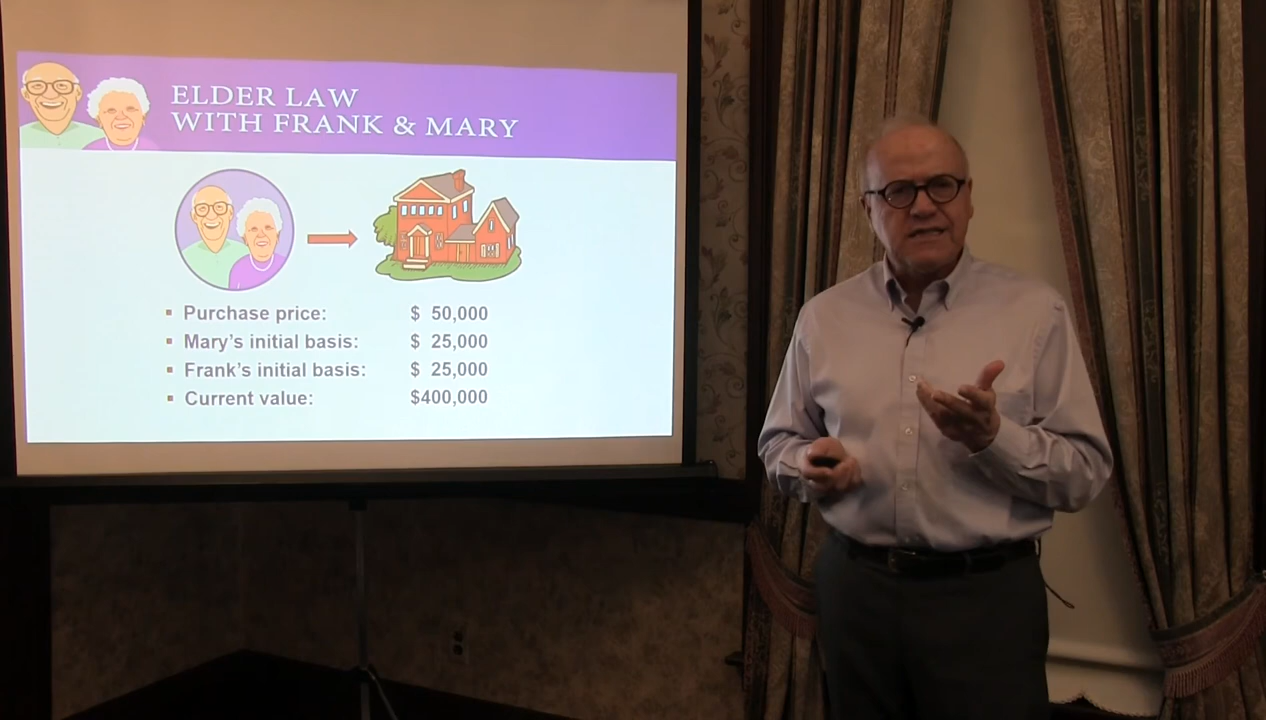 ELDER LAW
WITH FRANK & MARY
▪ Purchase price: $ 50,000
▪ Mary's initial basis: $ 25,000
▪ Frank's initial basis: $ 25,000
▪ Current value: $400,000